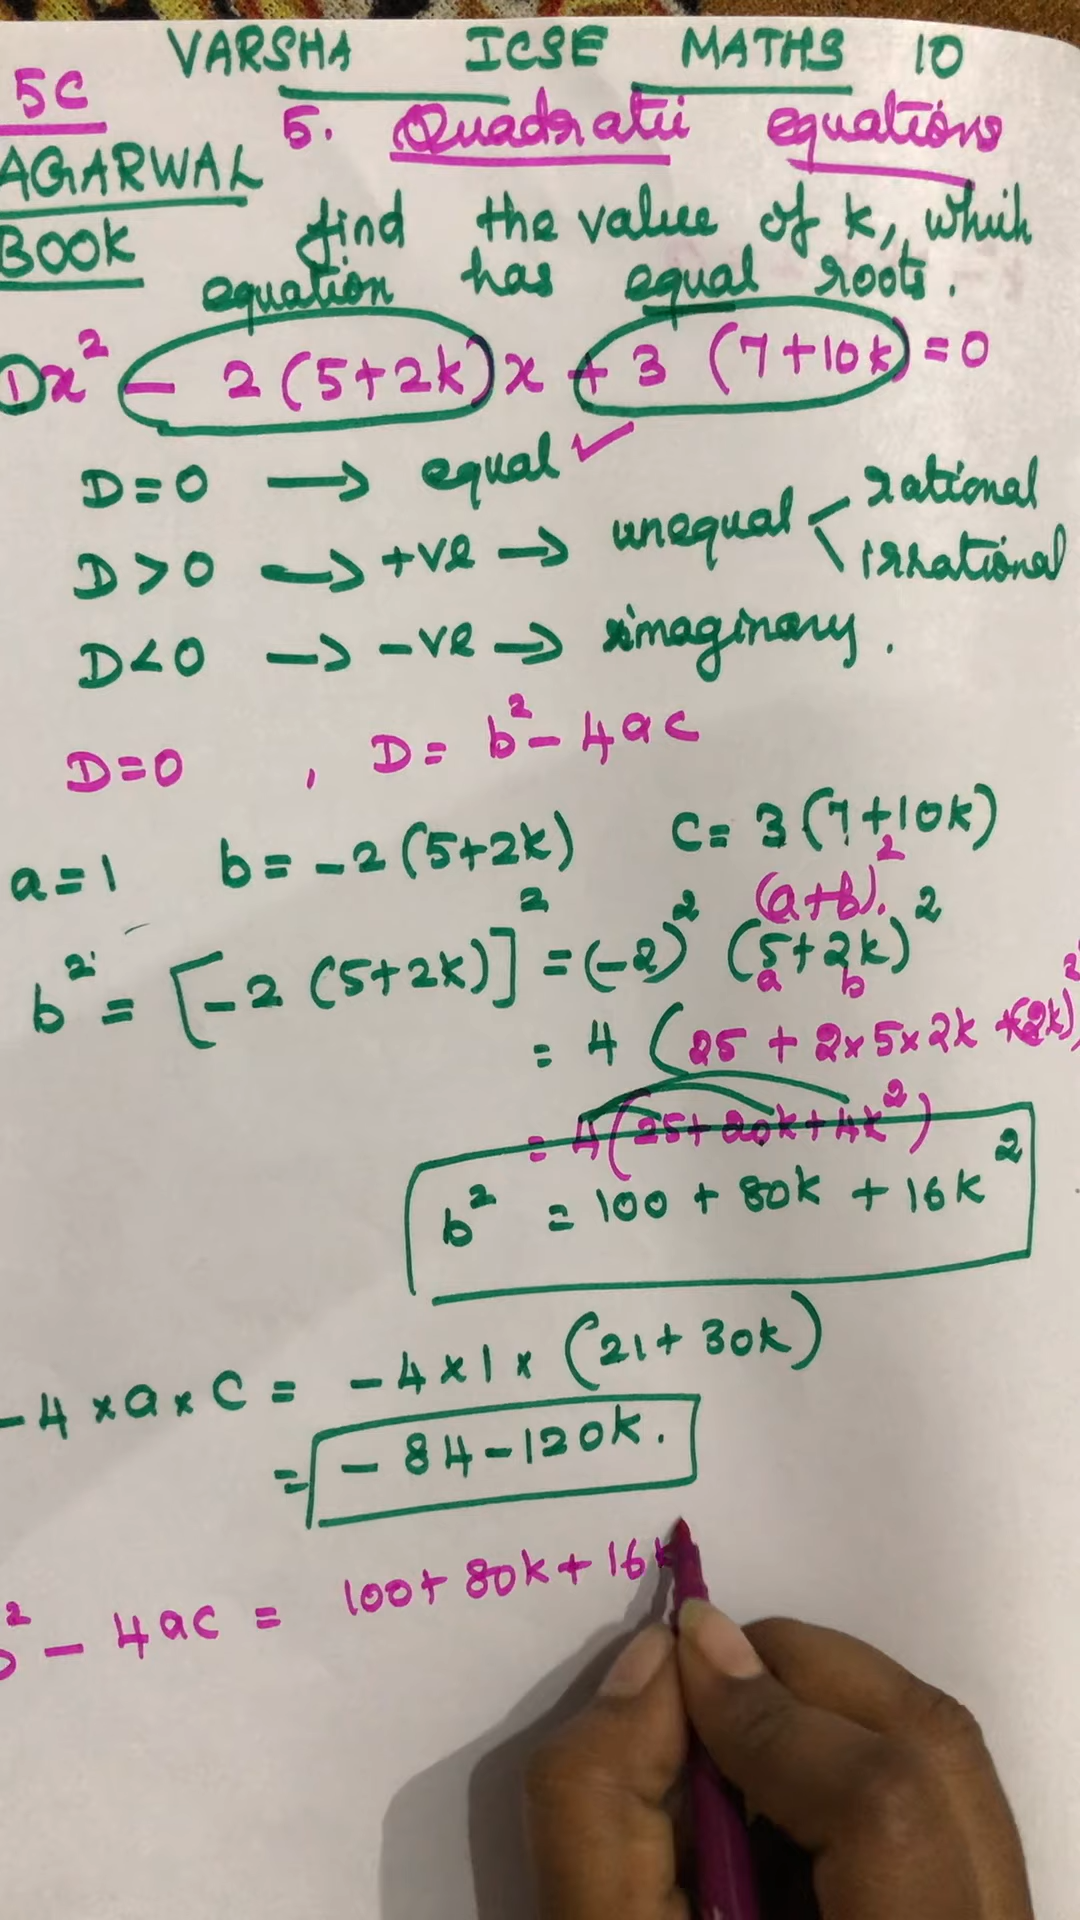 VARSHA ICSE MATHS 10
5C
5. Quadratic equations
AGARWAL
BOOK
find the value of k, which
equation has equal roots.
① x² - 2 (5+2k) x + 3 (7+10k) = 0
D=0 → equal ✓
D>0 → +ve → unequal < rational
irrational
D<0 → -ve → imaginary.
D=0 , D= b²- 4ac
a=1 b= -2 (5+2k) c= 3 (7+10k)
(a+b)²
b² = [-2 (5+2k)]² = (-2)² (5+2k)²
a b
= 4 ( 25 + 2×5×2k +(2k)²
= 4(25+20k+4k²)
b² = 100 + 80k + 16k²
-4 ×a×c = -4×1× (21+30k)
= -84-120k.
b² - 4ac = 100+ 80k + 16k